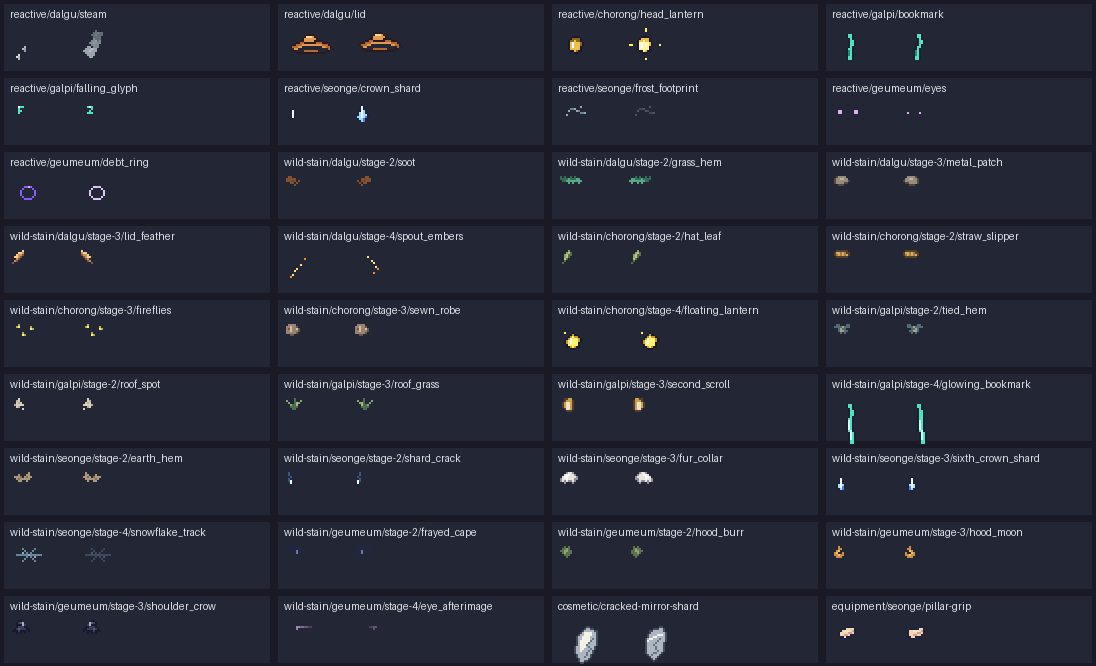 reactive/dalgu/steam
reactive/dalgu/lid
reactive/chorong/head_lantern
reactive/galpi/bookmark
reactive/galpi/falling_glyph
reactive/seonge/crown_shard
reactive/seonge/frost_footprint
reactive/geumeum/eyes
reactive/geumeum/debt_ring
wild-stain/dalgu/stage-2/soot
wild-stain/dalgu/stage-2/grass_hem
wild-stain/dalgu/stage-3/metal_patch
wild-stain/dalgu/stage-3/lid_feather
wild-stain/dalgu/stage-4/spout_embers
wild-stain/chorong/stage-2/hat_leaf
wild-stain/chorong/stage-2/straw_slipper
wild-stain/chorong/stage-3/fireflies
wild-stain/chorong/stage-3/sewn_robe
wild-stain/chorong/stage-4/floating_lantern
wild-stain/galpi/stage-2/tied_hem
wild-stain/galpi/stage-2/roof_spot
wild-stain/galpi/stage-3/roof_grass
wild-stain/galpi/stage-3/second_scroll
wild-stain/galpi/stage-4/glowing_bookmark
wild-stain/seonge/stage-2/earth_hem
wild-stain/seonge/stage-2/shard_crack
wild-stain/seonge/stage-3/fur_collar
wild-stain/seonge/stage-3/sixth_crown_shard
wild-stain/seonge/stage-4/snowflake_track
wild-stain/geumeum/stage-2/frayed_cape
wild-stain/geumeum/stage-2/hood_burr
wild-stain/geumeum/stage-3/hood_moon
wild-stain/geumeum/stage-3/shoulder_crow
wild-stain/geumeum/stage-4/eye_afterimage
cosmetic/cracked-mirror-shard
equipment/seonge/pillar-grip